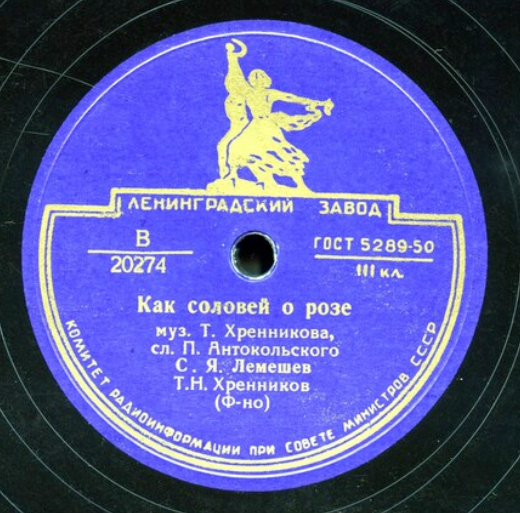 ЛЕНИНГРАДСКИЙ ЗАВОД
В
20274
ГОСТ 5289-50
III кл.
Как соловей о розе
муз. Т. Хренникова,
сл. П. Антокольского
С. Я. Лемешев
Т.Н. Хренников
(Ф-но)
КОМИТЕТ РАДИОИНФОРМАЦИИ ПРИ СОВЕТЕ МИНИСТРОВ СССР